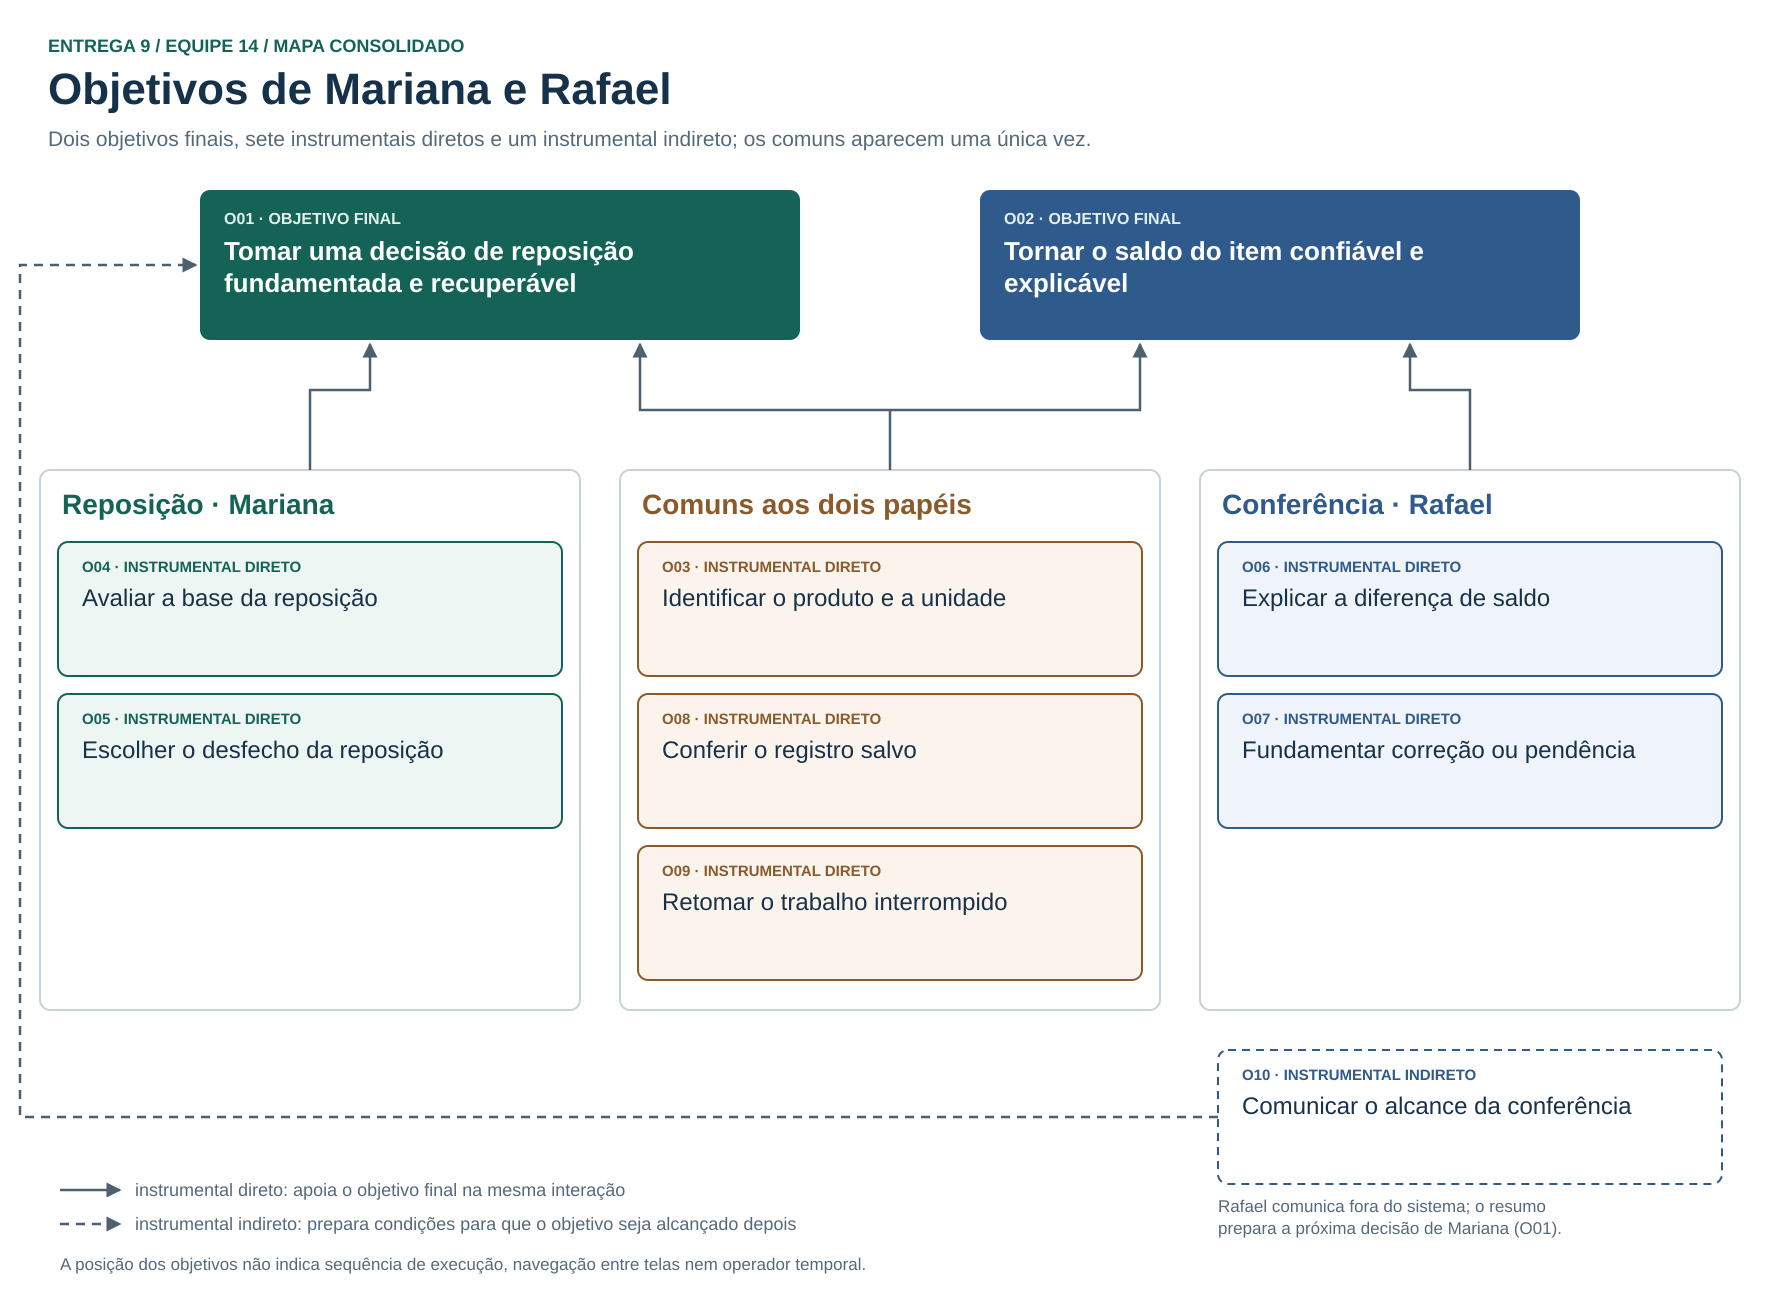 ENTREGA 9 / EQUIPE 14 / MAPA CONSOLIDADO
Objetivos de Mariana e Rafael
Dois objetivos finais, sete instrumentais diretos e um instrumental indireto; os comuns aparecem uma única vez.
O01 · OBJETIVO FINAL
Tomar uma decisão de reposição
fundamentada e recuperável
O02 · OBJETIVO FINAL
Tornar o saldo do item confiável e
explicável
Reposição · Mariana
O04 · INSTRUMENTAL DIRETO
Avaliar a base da reposição
O05 · INSTRUMENTAL DIRETO
Escolher o desfecho da reposição
Comuns aos dois papéis
O03 · INSTRUMENTAL DIRETO
Identificar o produto e a unidade
O08 · INSTRUMENTAL DIRETO
Conferir o registro salvo
O09 · INSTRUMENTAL DIRETO
Retomar o trabalho interrompido
Conferência · Rafael
O06 · INSTRUMENTAL DIRETO
Explicar a diferença de saldo
O07 · INSTRUMENTAL DIRETO
Fundamentar correção ou pendência
O10 · INSTRUMENTAL INDIRETO
Comunicar o alcance da conferência
Rafael comunica fora do sistema; o resumo
prepara a próxima decisão de Mariana (O01).
instrumental direto: apoia o objetivo final na mesma interação
instrumental indireto: prepara condições para que o objetivo seja alcançado depois
A posição dos objetivos não indica sequência de execução, navegação entre telas nem operador temporal.